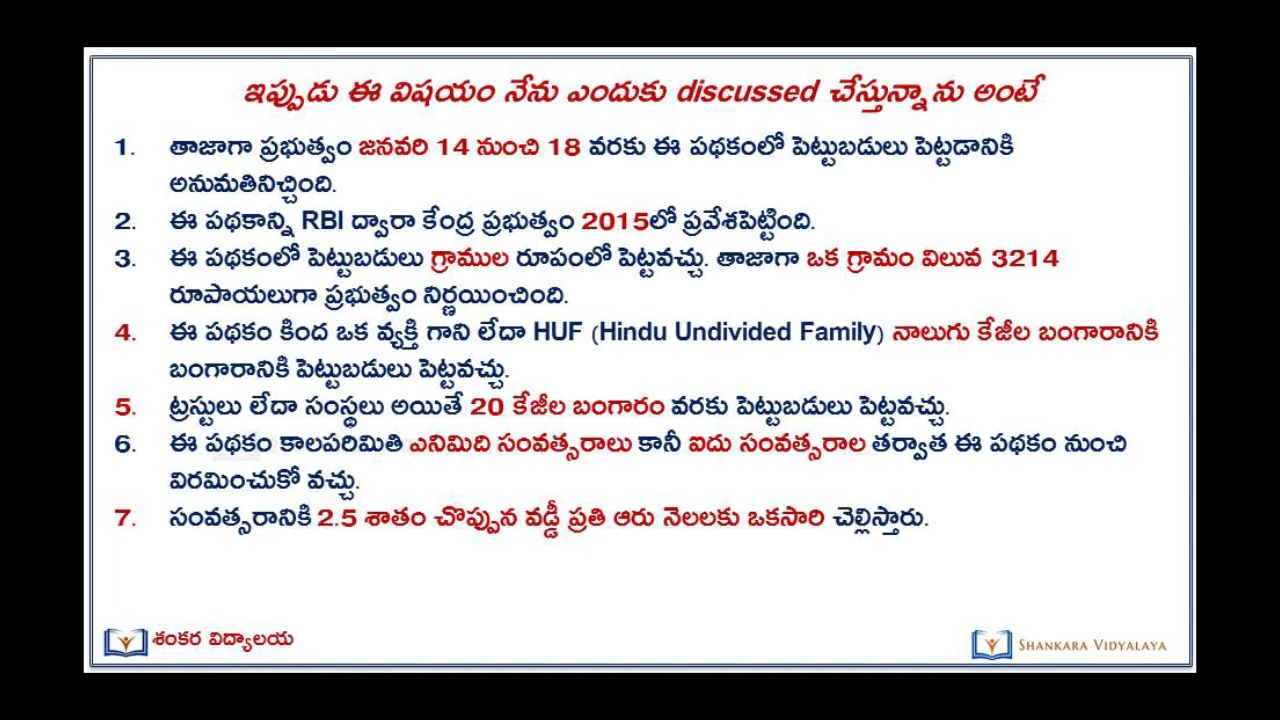 ఇప్పుడు ఈ విషయం నేను ఎందుకు discussed చేస్తున్నాను అంటే
1. తాజాగా ప్రభుత్వం జనవరి 14 నుంచి 18 వరకు ఈ పథకంలో పెట్టుబడులు పెట్టడానికి
అనుమతినిచ్చింది.
2. ఈ పథకాన్ని RBI ద్వారా కేంద్ర ప్రభుత్వం 2015లో ప్రవేశపెట్టింది.
3. ఈ పథకంలో పెట్టుబడులు గ్రాముల రూపంలో పెట్టవచ్చు. తాజాగా ఒక గ్రామం విలువ 3214
రూపాయలుగా ప్రభుత్వం నిర్ణయించింది.
4. ఈ పథకం కింద ఒక వ్యక్తి గాని లేదా HUF (Hindu Undivided Family) నాలుగు కేజీల బంగారానికి
బంగారానికి పెట్టుబడులు పెట్టవచ్చు.
5. ట్రస్టులు లేదా సంస్థలు అయితే 20 కేజీల బంగారం వరకు పెట్టుబడులు పెట్టవచ్చు.
6. ఈ పథకం కాలపరిమితి ఎనిమిది సంవత్సరాలు కానీ ఐదు సంవత్సరాల తర్వాత ఈ పథకం నుంచి
విరమించుకో వచ్చు.
7. సంవత్సరానికి 2.5 శాతం చొప్పున వడ్డీ ప్రతి ఆరు నెలలకు ఒకసారి చెల్లిస్తారు.
శంకర విద్యాలయ
SHANKARA VIDYALAYA